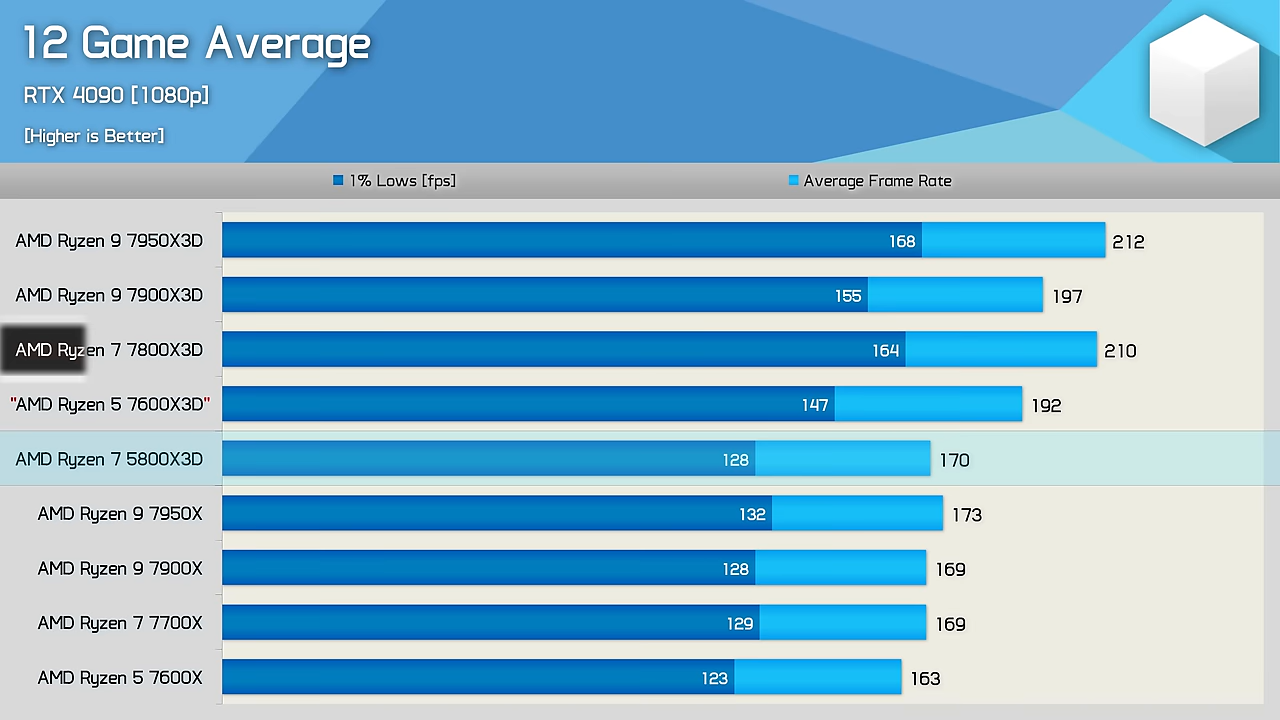 12 Game Average
RTX 4090 [1080p]
[Higher is Better]
1% Lows [fps] Average Frame Rate
AMD Ryzen 9 7950X3D 168 212
AMD Ryzen 9 7900X3D 155 197
AMD Ryzen 7 7800X3D 164 210
"AMD Ryzen 5 7600X3D" 147 192
AMD Ryzen 7 5800X3D 128 170
AMD Ryzen 9 7950X 132 173
AMD Ryzen 9 7900X 128 169
AMD Ryzen 7 7700X 129 169
AMD Ryzen 5 7600X 123 163